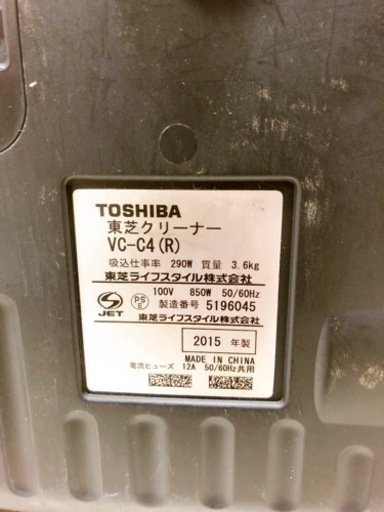 TOSHIBA
東芝クリーナー
VC-C4(R)
吸込仕事率 290W 質量 3.6kg
東芝ライフスタイル株式会社
100V 850W 50/60Hz
JET PS E 製造番号 5196045
東芝ライフスタイル株式会社
2015 年製
MADE IN CHINA
電流ヒューズ 12A 50/60Hz共用